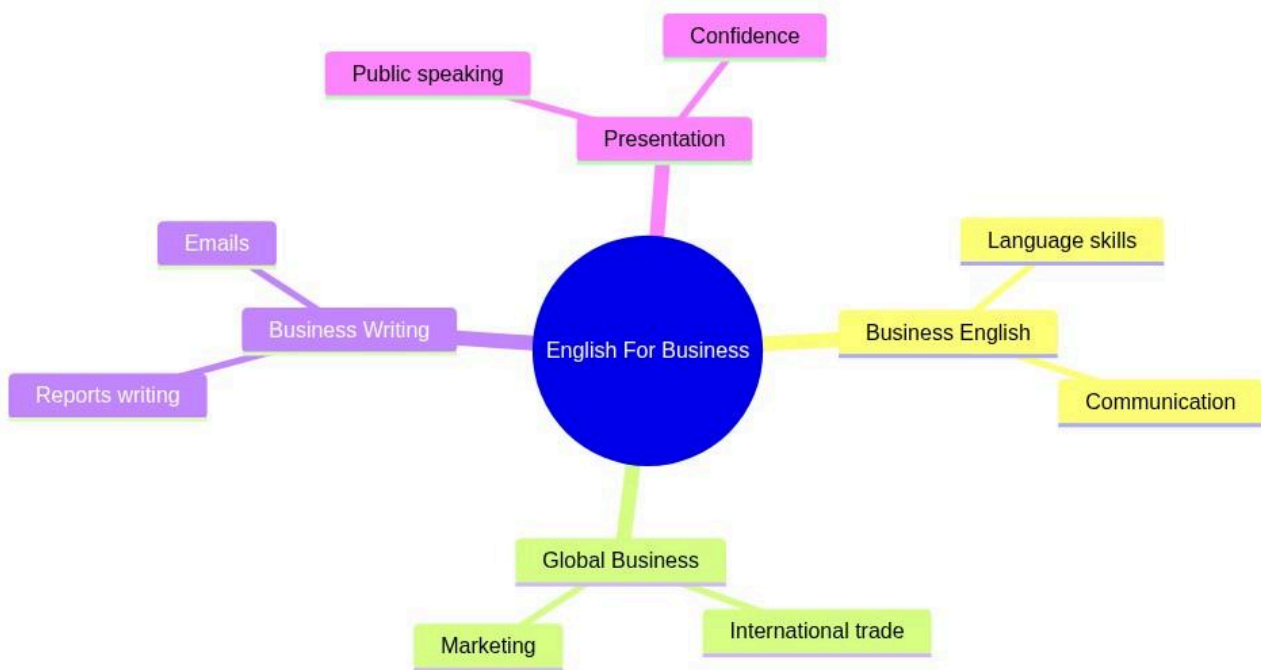 Confidence
Public speaking
Presentation
Emails
Language skills
Business Writing
Business English
English For Business
Reports writing
Communication
Global Business
Marketing
International trade